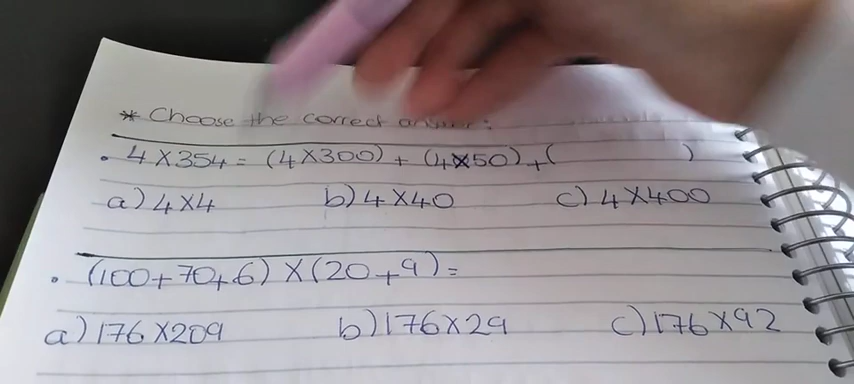 * Choose the correct answer:
• 4×354 = (4×300) + (4×50) + (      )
a) 4×4  b) 4×40  c) 4×400
• (100+70+6) × (20+9) =
a) 176×209  b) 176×29  c) 176×92